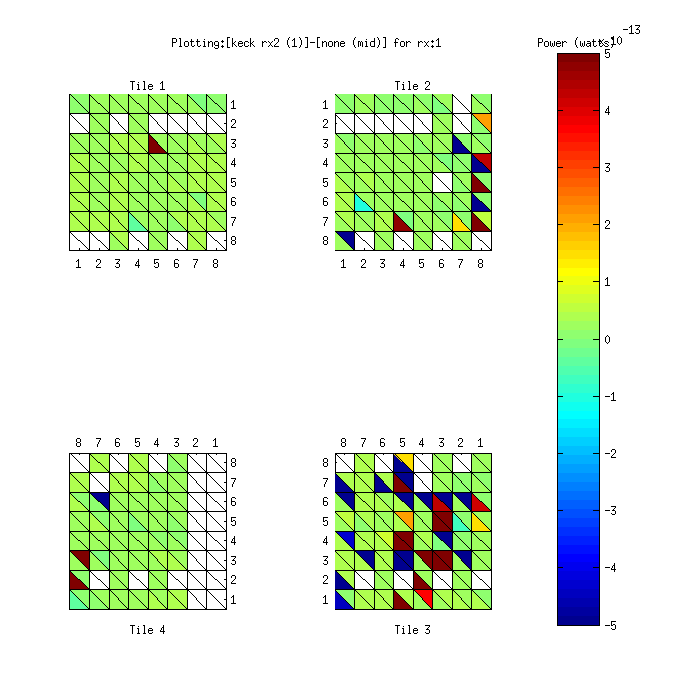 -13
Plotting:[keck rx2 (1)]-[none (mid)] for rx:1
Power (watts)
x 10
Tile 1
Tile 2
1 1 5
2 2
3 3 4
4 4
5 5 3
6 6
7 7 2
8 8
1 2 3 4 5 6 7 8
1 2 3 4 5 6 7 8
1
0
-1
8 7 6 5 4 3 2 1
8 7 6 5 4 3 2 1
8 8
7 7 -2
6 6
5 5 -3
4 4
3 3 -4
2 2
1 1 -5
Tile 4
Tile 3